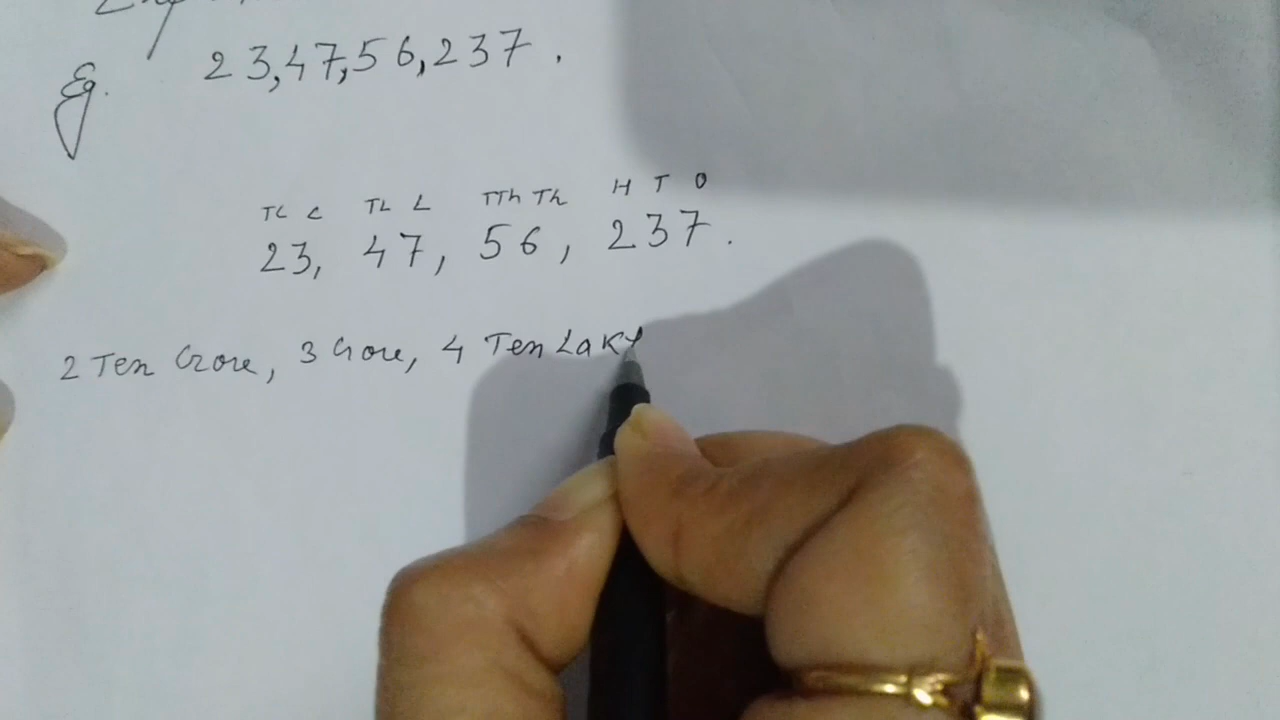 Eg. 23,47,56,237.
TC C TL L TTh Th H T O
23, 47, 56, 237.
2 Ten Crore, 3 Crore, 4 Ten Lakh